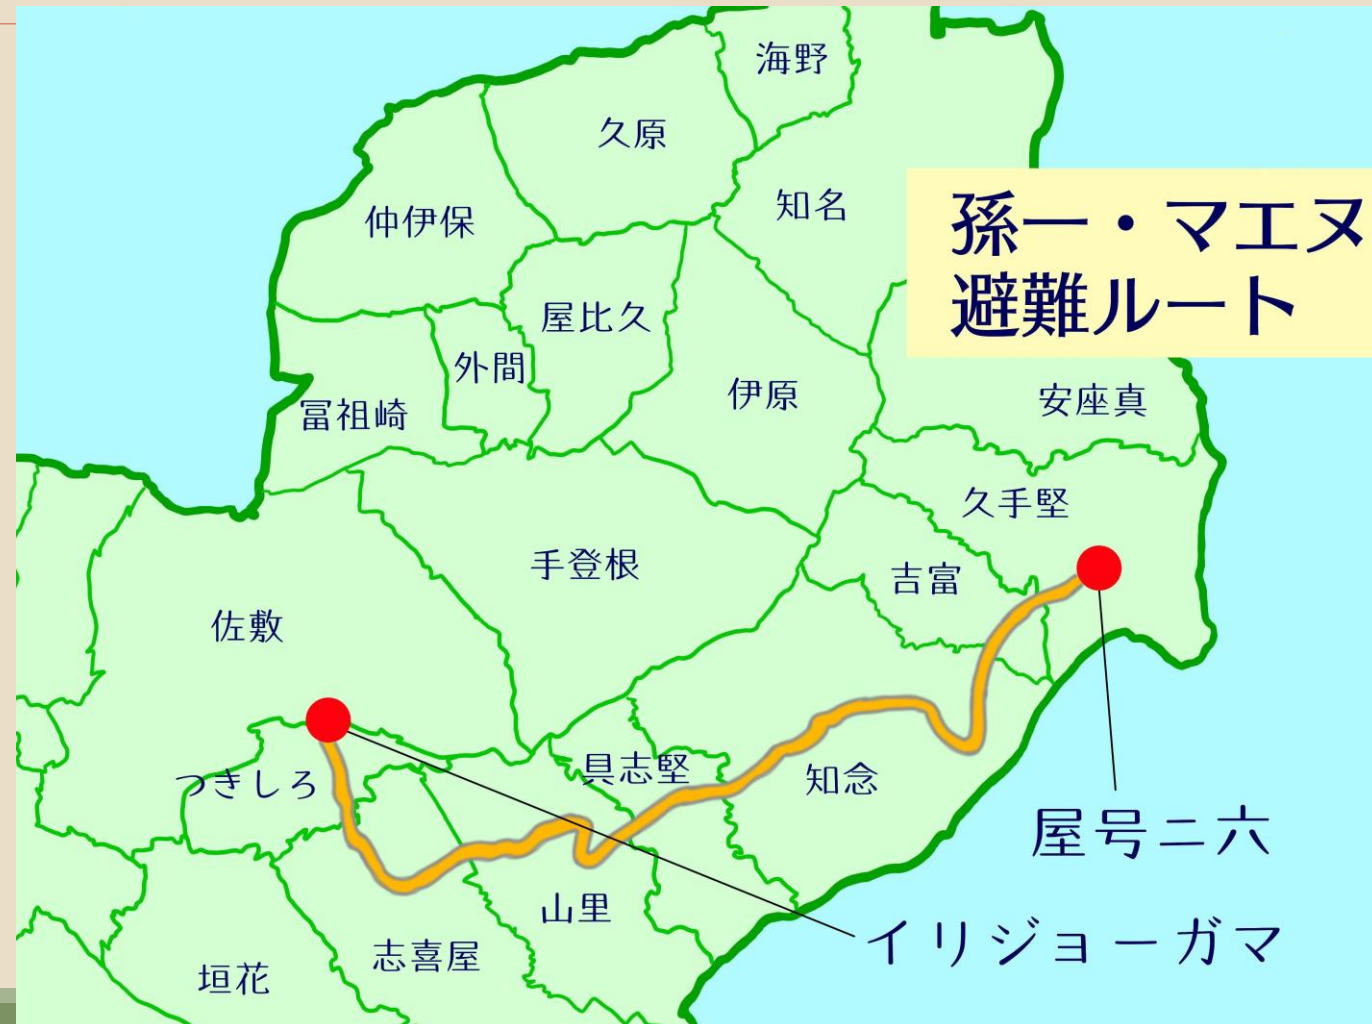 海野
久原
知名
仲伊保
孫一・マエヌ
避難ルート
屋比久
外間
伊原
安座真
冨祖崎
久手堅
手登根
吉富
佐敷
具志堅
知念
つきしろ
屋号ニ六
山里
イリジョーガマ
志喜屋
垣花